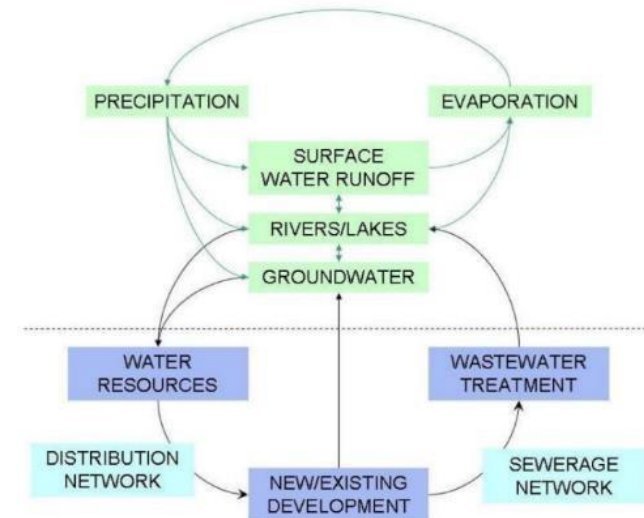 PRECIPITATION
EVAPORATION
SURFACE
WATER RUNOFF
RIVERS/LAKES
GROUNDWATER
WATER
RESOURCES
WASTEWATER
TREATMENT
DISTRIBUTION
NETWORK
NEW/EXISTING
DEVELOPMENT
SEWERAGE
NETWORK